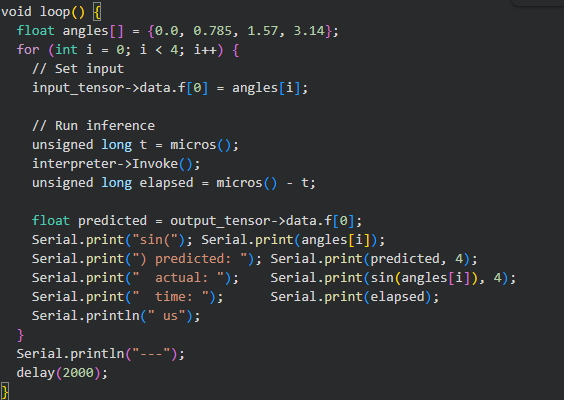 void loop() {
  float angles[] = {0.0, 0.785, 1.57, 3.14};
  for (int i = 0; i < 4; i++) {
    // Set input
    input_tensor->data.f[0] = angles[i];

    // Run inference
    unsigned long t = micros();
    interpreter->Invoke();
    unsigned long elapsed = micros() - t;

    float predicted = output_tensor->data.f[0];
    Serial.print("sin("); Serial.print(angles[i]);
    Serial.print(") predicted: "); Serial.print(predicted, 4);
    Serial.print("  actual: ");    Serial.print(sin(angles[i]), 4);
    Serial.print("  time: ");      Serial.print(elapsed);
    Serial.println(" us");
  }
  Serial.println("---");
  delay(2000);
}